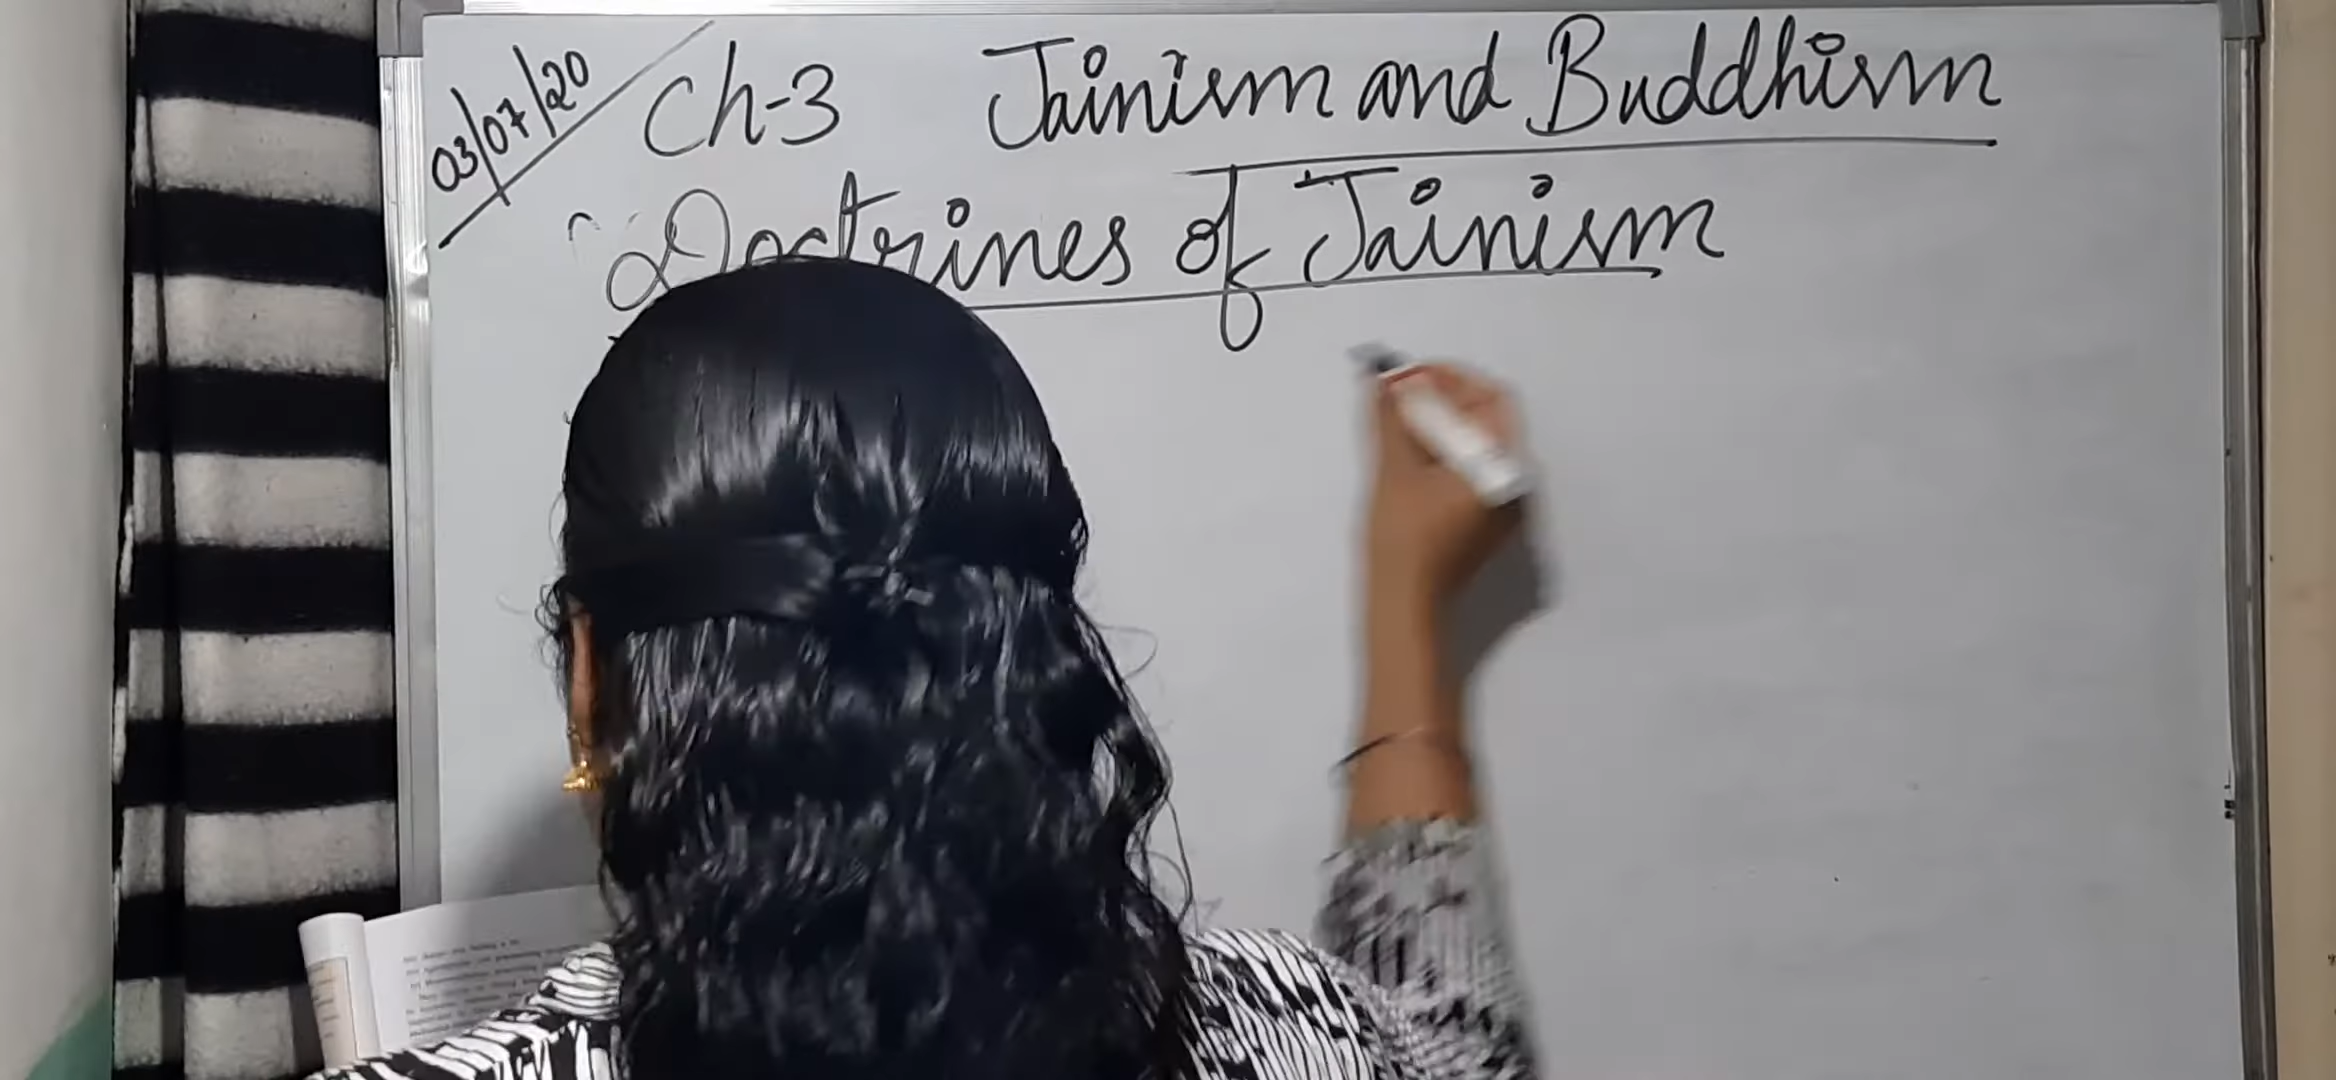 03/07/20
Ch-3 Jainism and Buddhism
Doctrines of Jainism